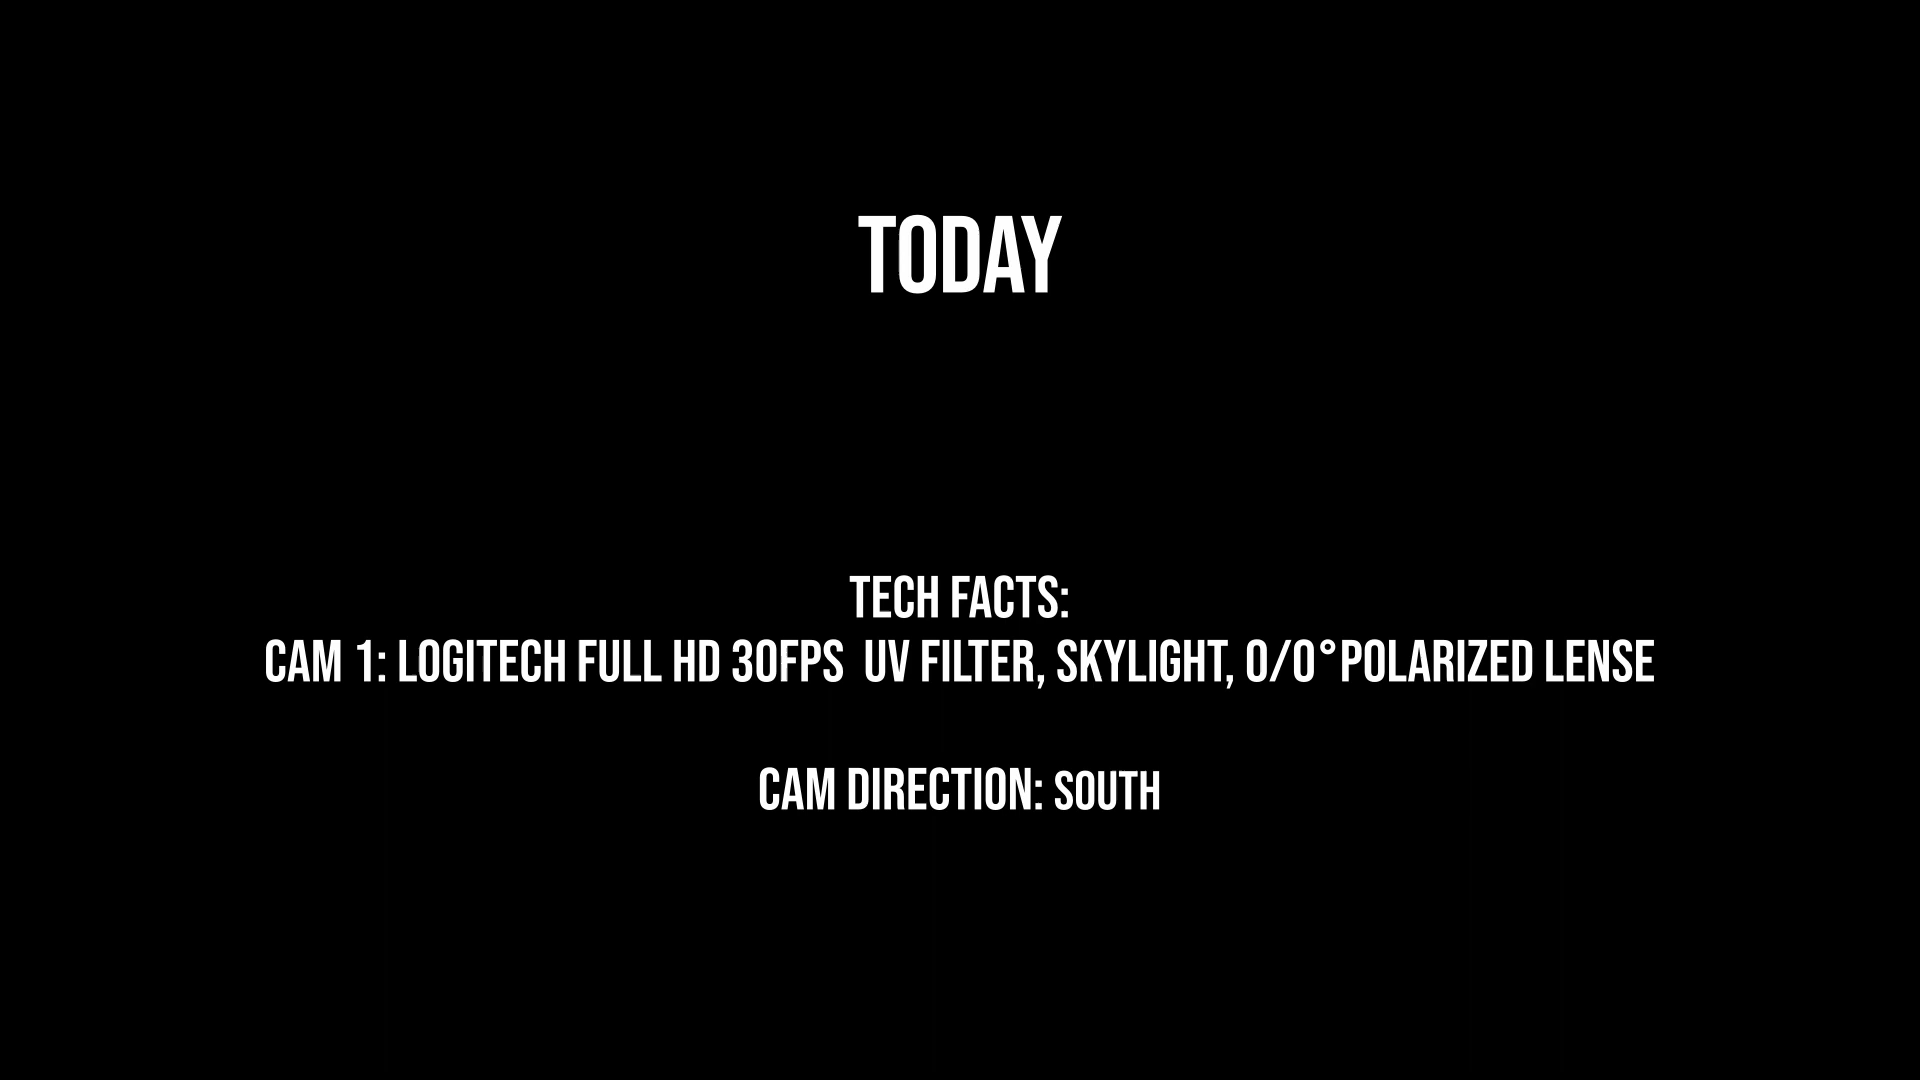 TODAY
TECH FACTS:
CAM 1: LOGITECH FULL HD 30FPS  UV FILTER, SKYLIGHT, 0/0°POLARIZED LENSE
CAM DIRECTION: SOUTH